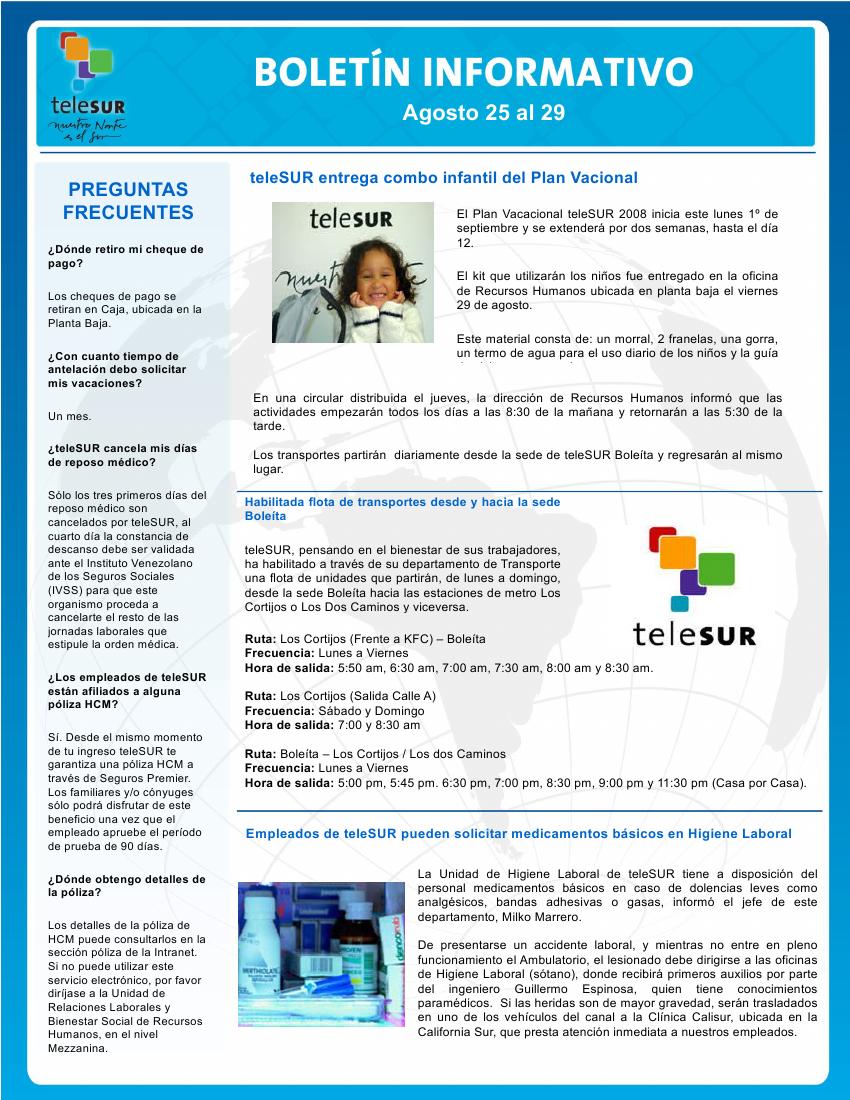 teleSUR
nuestro Norte
es el Sur
BOLETÍN INFORMATIVO
Agosto 25 al 29
PREGUNTAS
FRECUENTES
¿Dónde retiro mi cheque de
pago?
Los cheques de pago se
retiran en Caja, ubicada en la
Planta Baja.
¿Con cuanto tiempo de
antelación debo solicitar
mis vacaciones?
Un mes.
¿teleSUR cancela mis días
de reposo médico?
Sólo los tres primeros días del
reposo médico son
cancelados por teleSUR, al
cuarto día la constancia de
descanso debe ser validada
ante el Instituto Venezolano
de los Seguros Sociales
(IVSS) para que este
organismo proceda a
cancelarte el resto de las
jornadas laborales que
estipule la orden médica.
¿Los empleados de teleSUR
están afiliados a alguna
póliza HCM?
Sí. Desde el mismo momento
de tu ingreso teleSUR te
garantiza una póliza HCM a
través de Seguros Premier.
Los familiares y/o cónyuges
sólo podrá disfrutar de este
beneficio una vez que el
empleado apruebe el período
de prueba de 90 días.
¿Dónde obtengo detalles de
la póliza?
Los detalles de la póliza de
HCM puede consultarlos en la
sección póliza de la Intranet.
Si no puede utilizar este
servicio electrónico, por favor
diríjase a la Unidad de
Relaciones Laborales y
Bienestar Social de Recursos
Humanos, en el nivel
Mezzanina.
teleSUR entrega combo infantil del Plan Vacional
teleSUR
El Plan Vacacional teleSUR 2008 inicia este lunes 1º de
septiembre y se extenderá por dos semanas, hasta el día
12.
El kit que utilizarán los niños fue entregado en la oficina
de Recursos Humanos ubicada en planta baja el viernes
29 de agosto.
Este material consta de: un morral, 2 franelas, una gorra,
un termo de agua para el uso diario de los niños y la guía
En una circular distribuida el jueves, la dirección de Recursos Humanos informó que las
actividades empezarán todos los días a las 8:30 de la mañana y retornarán a las 5:30 de la
tarde.
Los transportes partirán diariamente desde la sede de teleSUR Boleíta y regresarán al mismo
lugar.
Habilitada flota de transportes desde y hacia la sede
Boleíta
teleSUR, pensando en el bienestar de sus trabajadores,
ha habilitado a través de su departamento de Transporte
una flota de unidades que partirán, de lunes a domingo,
desde la sede Boleíta hacia las estaciones de metro Los
Cortijos o Los Dos Caminos y viceversa.
teleSUR
Ruta: Los Cortijos (Frente a KFC) – Boleíta
Frecuencia: Lunes a Viernes
Hora de salida: 5:50 am, 6:30 am, 7:00 am, 7:30 am, 8:00 am y 8:30 am.
Ruta: Los Cortijos (Salida Calle A)
Frecuencia: Sábado y Domingo
Hora de salida: 7:00 y 8:30 am
Ruta: Boleíta – Los Cortijos / Los dos Caminos
Frecuencia: Lunes a Viernes
Hora de salida: 5:00 pm, 5:45 pm. 6:30 pm, 7:00 pm, 8:30 pm, 9:00 pm y 11:30 pm (Casa por Casa).
Empleados de teleSUR pueden solicitar medicamentos básicos en Higiene Laboral
MERTHIOLATE
dencorub
La Unidad de Higiene Laboral de teleSUR tiene a disposición del
personal medicamentos básicos en caso de dolencias leves como
analgésicos, bandas adhesivas o gasas, informó el jefe de este
departamento, Milko Marrero.
De presentarse un accidente laboral, y mientras no entre en pleno
funcionamiento el Ambulatorio, el lesionado debe dirigirse a las oficinas
de Higiene Laboral (sótano), donde recibirá primeros auxilios por parte
del ingeniero Guillermo Espinosa, quien tiene conocimientos
paramédicos. Si las heridas son de mayor gravedad, serán trasladados
en uno de los vehículos del canal a la Clínica Calisur, ubicada en la
California Sur, que presta atención inmediata a nuestros empleados.